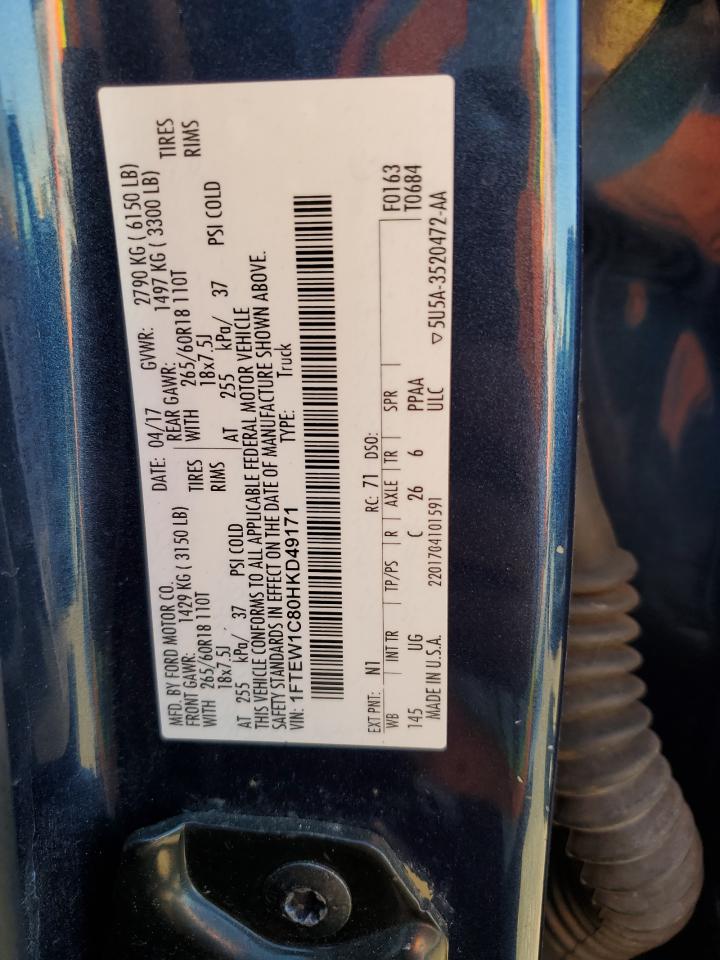 MFD. BY FORD MOTOR CO. DATE: 04/17 GVWR: 2790 KG ( 6150 LB)
FRONT GAWR: 1429 KG ( 3150 LB) REAR GAWR: 1497 KG ( 3300 LB)
WITH 265/60R18 110T TIRES WITH 265/60R18 110T TIRES
18x7.5J RIMS 18x7.5J RIMS
AT 255 kPa/ 37 PSI COLD AT 255 kPa/ 37 PSI COLD
THIS VEHICLE CONFORMS TO ALL APPLICABLE FEDERAL MOTOR VEHICLE
SAFETY STANDARDS IN EFFECT ON THE DATE OF MANUFACTURE SHOWN ABOVE.
VIN: 1FTEW1C80HKD49171 TYPE: Truck
F0163
EXT PNT: N1 RC: 71 DSO: T0684
WB INT TR TP/PS R AXLE TR SPR
145 UG C 26 6 PPAA
MADE IN U.S.A. 2201704101591 ULC ▽5U5A-3520472-AA